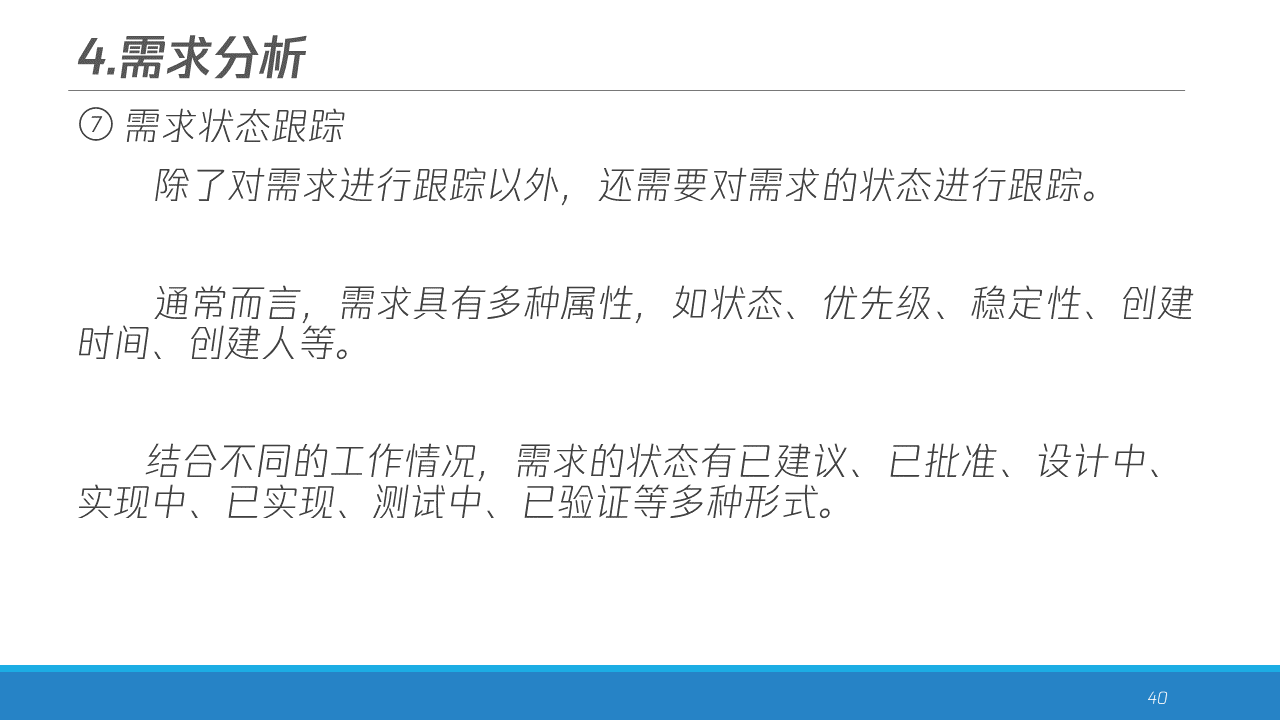 4.需求分析
⑦ 需求状态跟踪
除了对需求进行跟踪以外，还需要对需求的状态进行跟踪。
通常而言，需求具有多种属性，如状态、优先级、稳定性、创建
时间、创建人等。
结合不同的工作情况，需求的状态有已建议、已批准、设计中、
实现中、已实现、测试中、已验证等多种形式。
40